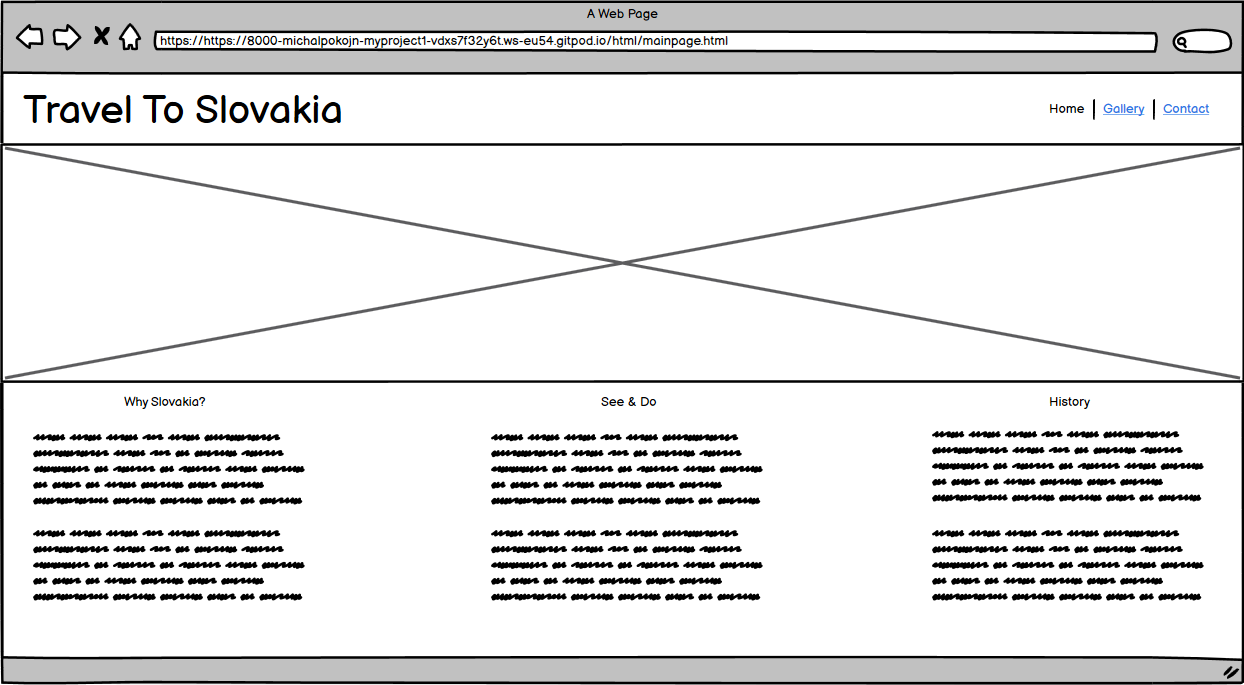 A Web Page
https://https://8000-michalpokojn-myproject1-vdxs7f32y6t.ws-eu54.gitpod.io/html/mainpage.html
Travel To Slovakia
Home Gallery Contact
Why Slovakia? See & Do History